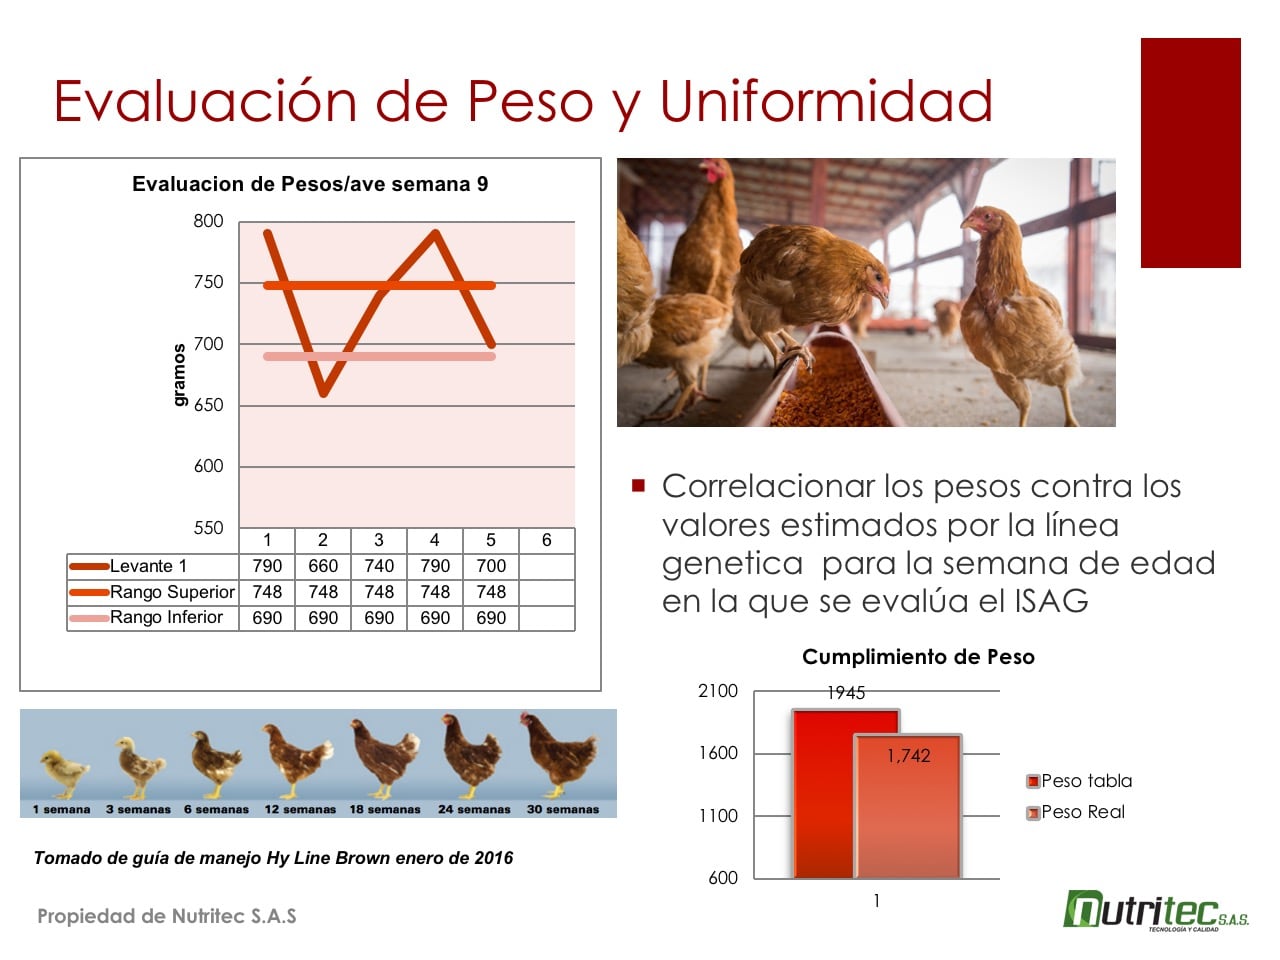 Evaluación de Peso y Uniformidad
Evaluacion de Pesos/ave semana 9
gramos
800
750
700
650
600
550
1 2 3 4 5 6
Levante 1 790 660 740 790 700
Rango Superior 748 748 748 748 748
Rango Inferior 690 690 690 690 690
1 semana 3 semanas 6 semanas 12 semanas 18 semanas 24 semanas 30 semanas
Tomado de guía de manejo Hy Line Brown enero de 2016
Correlacionar los pesos contra los
valores estimados por la línea
genetica para la semana de edad
en la que se evalúa el ISAG
Cumplimiento de Peso
2100
1600
1100
600
1945
1,742
1
Peso tabla
Peso Real
Propiedad de Nutritec S.A.S
nutritec S.A.S.
TECNOLOGÍA Y CALIDAD